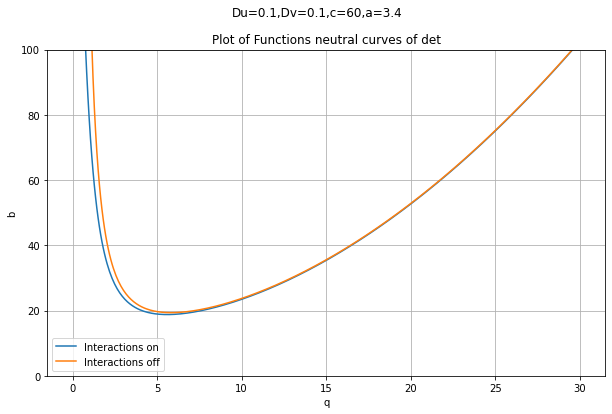 Du=0.1,Dv=0.1,c=60,a=3.4
Plot of Functions neutral curves of det
100
80
60
40
20
0
b
0 5 10 15 20 25 30
q
Interactions on
Interactions off